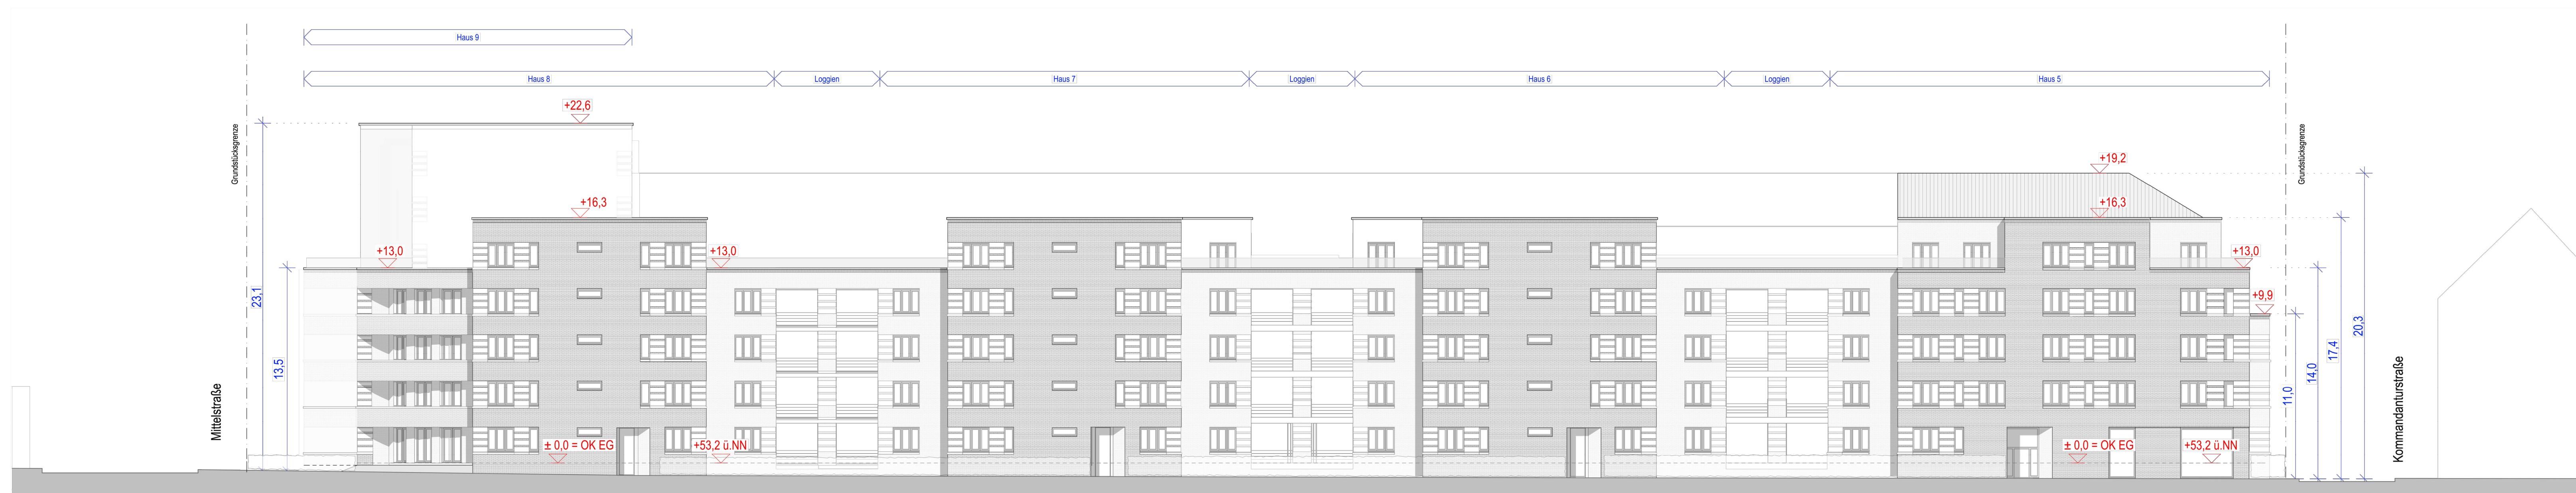 Haus 9
Haus 8
Loggien
Haus 7
Loggien
Haus 6
Loggien
Haus 5
+22,6
Grundstücksgrenze
Grundstücksgrenze
+19,2
+16,3
+16,3
+13,0
+13,0
+13,0
+9,9
23,1
13,5
11,0
14,0
17,4
20,3
Mittelstraße
Kommandanturstraße
± 0,0 = OK EG
+53,2 ü.NN
± 0,0 = OK EG
+53,2 ü.NN